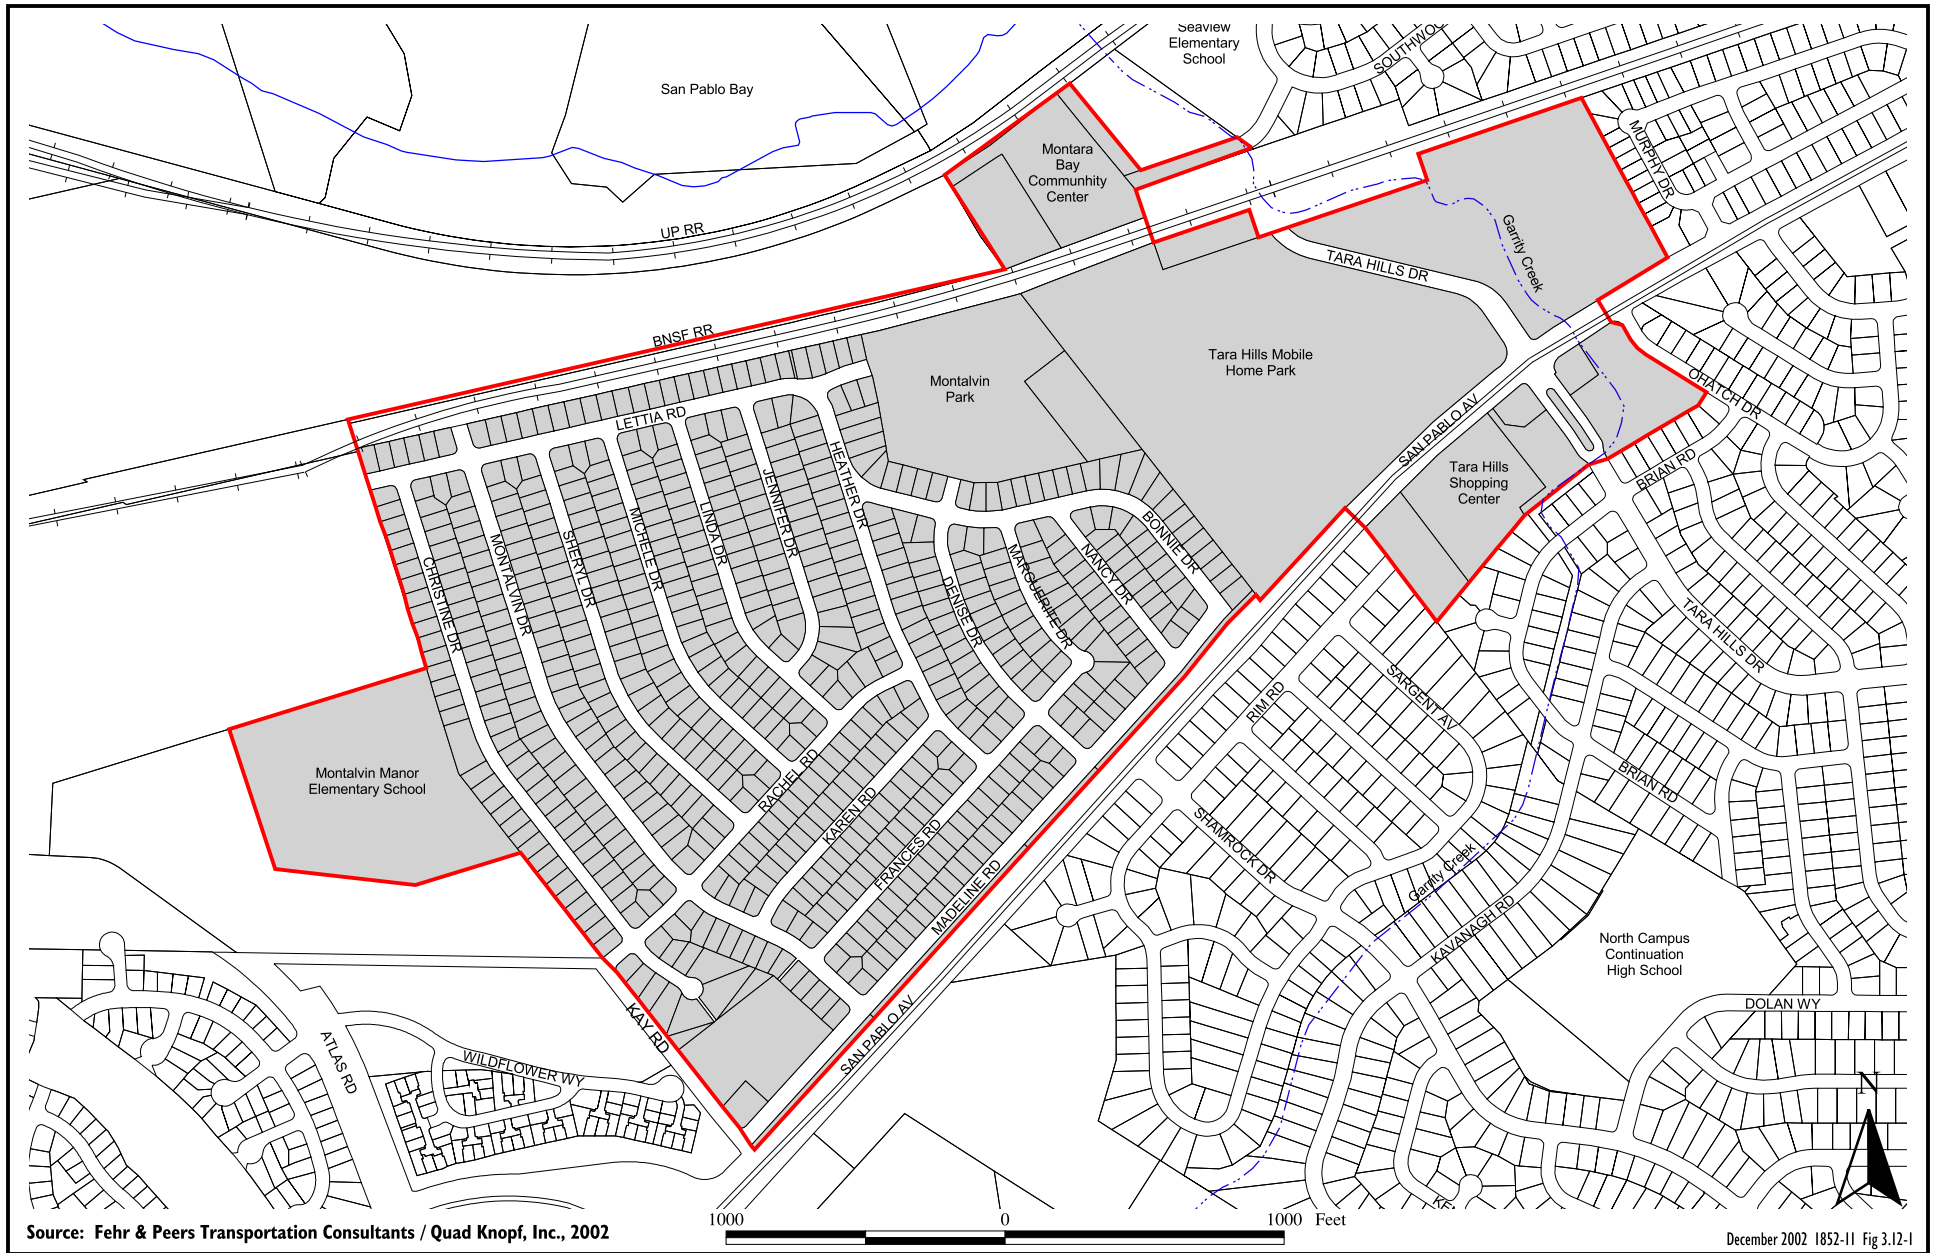 Seaview
Elementary
School
SOUTHWOO
San Pablo Bay
Montara
Bay
Communhity
Center
MURPHY DR
UP RR
Garrity Creek
TARA HILLS DR
BNSF RR
Tara Hills Mobile
Home Park
Montalvin
Park
OHATCH DR
LETTIA RD
SAN PABLO AV
HEATHER DR
JENNIFER DR
LINDA DR
MICHELE DR
SHERYL DR
MONTALVIN DR
CHRISTINE DR
Tara Hills
Shopping
Center
BRIAN RD
BONNIE DR
NANCY DR
MARGUERITE DR
DENISE DR
TARA HILLS DR
SARGENT AV
RIM RD
Montalvin Manor
Elementary School
RACHEL RD
KAREN RD
FRANCES RD
MADELINE RD
BRIAN RD
SHAMROCK DR
Garrity Creek
KAVANAGH RD
North Campus
Continuation
High School
DOLAN WY
KAY RD
SAN PABLO AV
ATLAS RD
WILDFLOWER WY
N
1000 0 1000 Feet
Source: Fehr & Peers Transportation Consultants / Quad Knopf, Inc., 2002
December 2002 1852-11 Fig 3.12-1